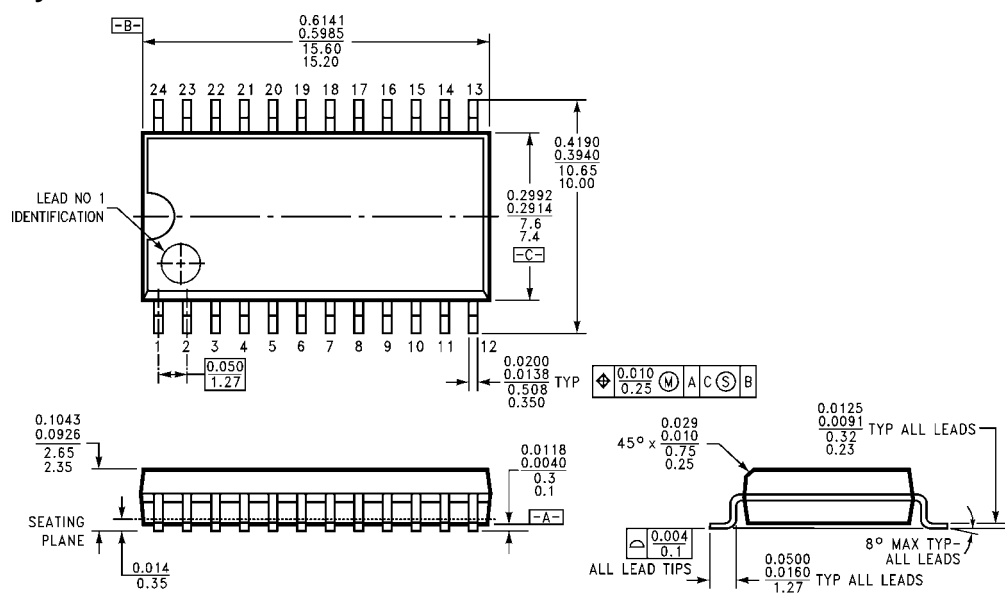 -B-
0.6141
0.5985
15.60
15.20
24 23 22 21 20 19 18 17 16 15 14 13
0.4190
0.3940
10.65
10.00
0.2992
0.2914
7.6
7.4
-C-
LEAD NO 1
IDENTIFICATION
1 2 3 4 5 6 7 8 9 10 11 12
0.050
1.27
0.0200
0.0138
0.508
0.350
TYP
0.010
0.25
M A C S B
0.1043
0.0926
2.65
2.35
0.0118
0.0040
0.3
0.1
-A-
SEATING
PLANE
0.014
0.35
45° x
0.029
0.010
0.75
0.25
0.0125
0.0091
0.32
0.23
TYP ALL LEADS
0.004
0.1
ALL LEAD TIPS
0.0500
0.0160
1.27
TYP ALL LEADS
8° MAX TYP-
ALL LEADS